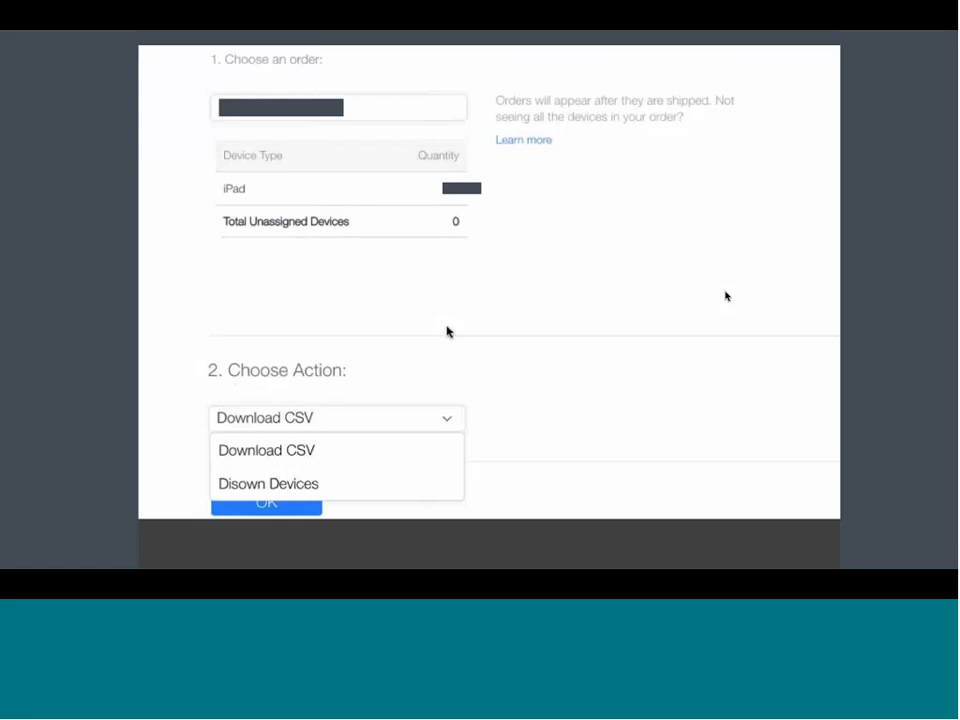 1. Choose an order:
Orders will appear after they are shipped. Not
seeing all the devices in your order?
Learn more
Device Type Quantity
iPad
Total Unassigned Devices 0
2. Choose Action:
Download CSV
Download CSV
Disown Devices
OK